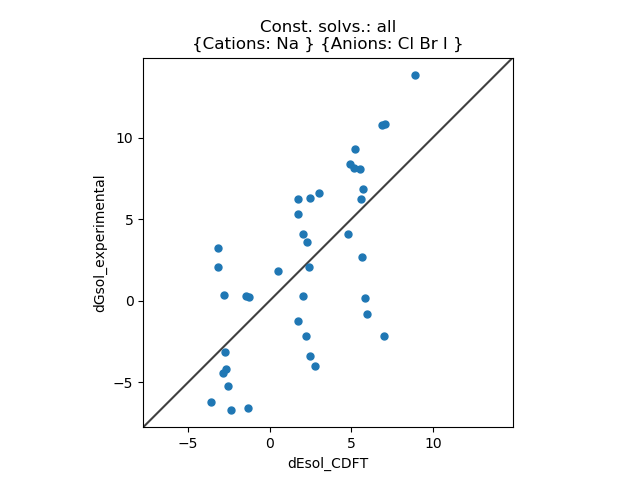 Const. solvs.: all
{Cations: Na } {Anions: Cl Br I }
10
5
0
−5
dGsol_experimental
−5
0
5
10
dEsol_CDFT